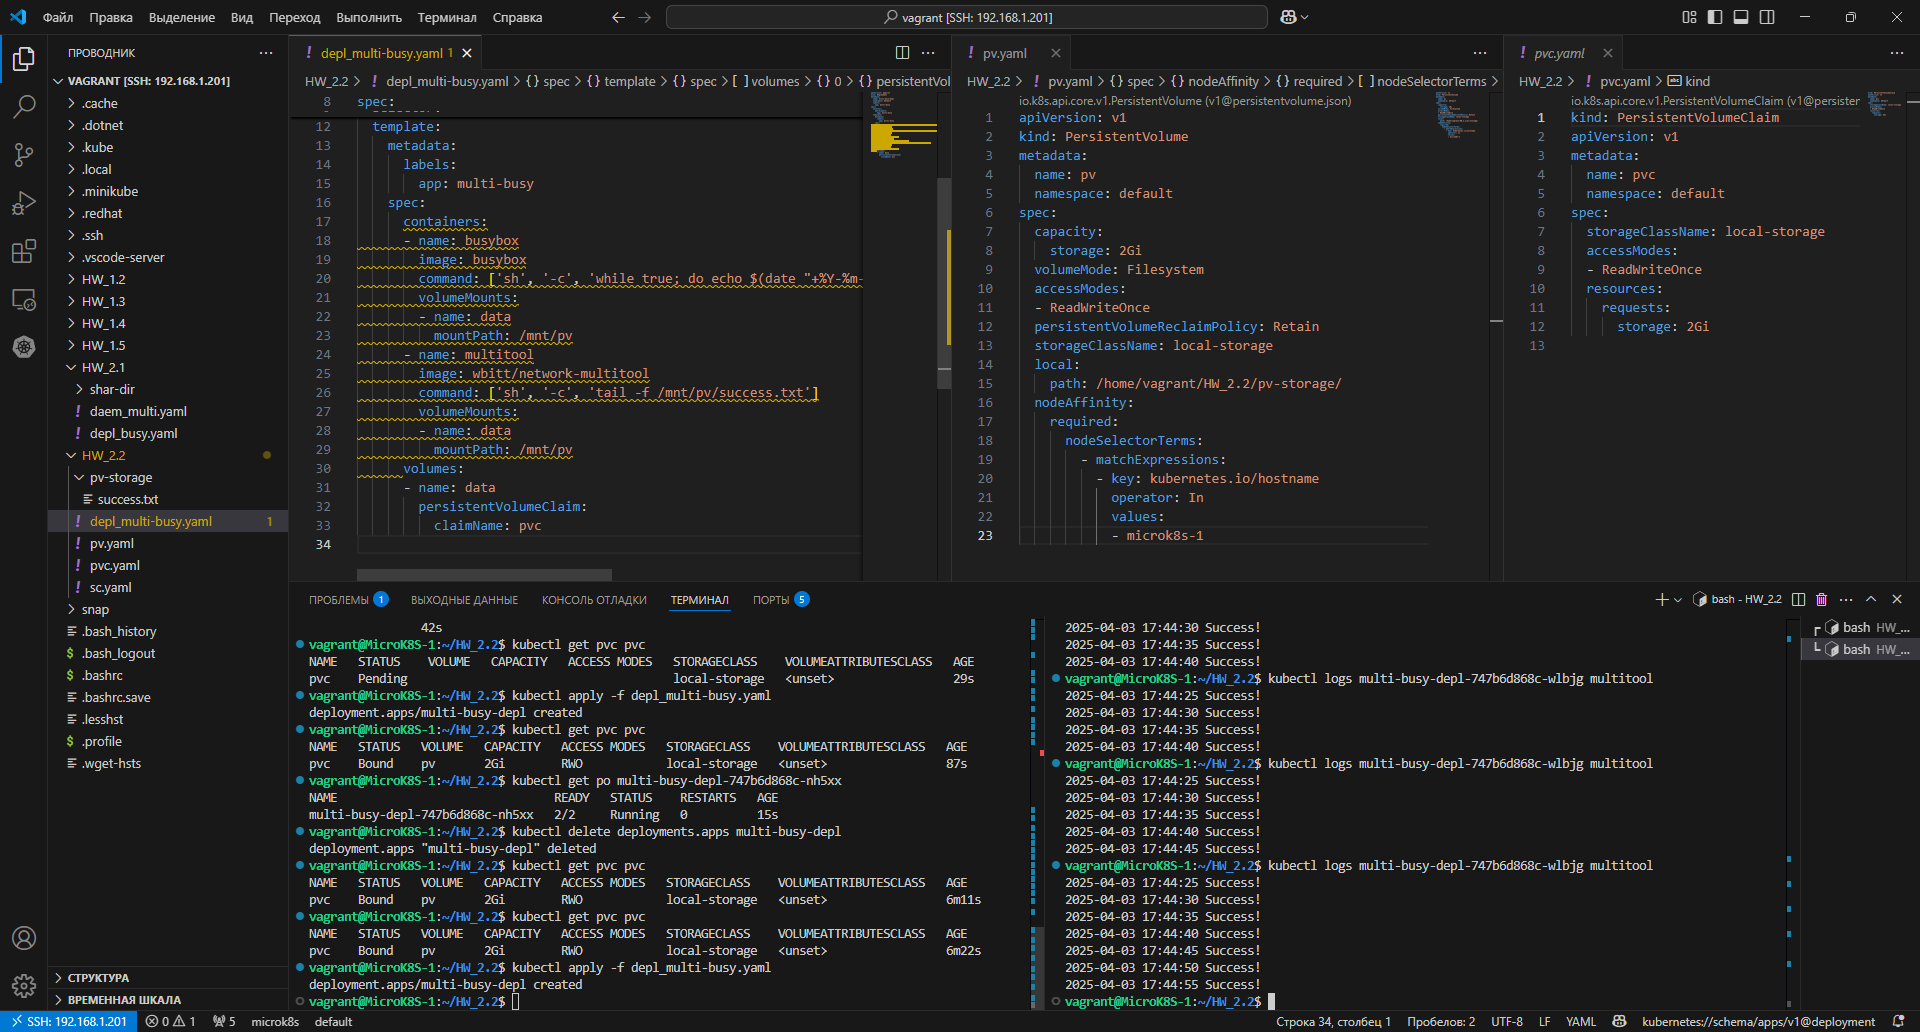 Файл Правка Выделение Вид Переход Выполнить Терминал Справка
vagrant [SSH: 192.168.1.201]
ПРОВОДНИК
VAGRANT [SSH: 192.168.1.201]
.cache
.dotnet
.kube
.local
.minikube
.redhat
.ssh
.vscode-server
HW_1.2
HW_1.3
HW_1.4
HW_1.5
HW_2.1
shar-dir
daem_multi.yaml
depl_busy.yaml
HW_2.2
pv-storage
success.txt
depl_multi-busy.yaml 1
pv.yaml
pvc.yaml
sc.yaml
snap
.bash_history
.bash_logout
.bashrc
.bashrc.save
.lesshst
.profile
.wget-hsts
СТРУКТУРА
ВРЕМЕННАЯ ШКАЛА
depl_multi-busy.yaml 1
HW_2.2 > depl_multi-busy.yaml > {} spec > {} template > {} spec > [ ] volumes > {} 0 > {} persistentVol
8 spec:
12 template:
13 metadata:
14 labels:
15 app: multi-busy
16 spec:
17 containers:
18 - name: busybox
19 image: busybox
20 command: ['sh', '-c', 'while true; do echo $(date "+%Y-%m-
21 volumeMounts:
22 - name: data
23 mountPath: /mnt/pv
24 - name: multitool
25 image: wbitt/network-multitool
26 command: ['sh', '-c', 'tail -f /mnt/pv/success.txt']
27 volumeMounts:
28 - name: data
29 mountPath: /mnt/pv
30 volumes:
31 - name: data
32 persistentVolumeClaim:
33 claimName: pvc
34
pv.yaml
HW_2.2 > pv.yaml > {} spec > {} nodeAffinity > {} required > [ ] nodeSelectorTerms >
io.k8s.api.core.v1.PersistentVolume (v1@persistentvolume.json)
1 apiVersion: v1
2 kind: PersistentVolume
3 metadata:
4 name: pv
5 namespace: default
6 spec:
7 capacity:
8 storage: 2Gi
9 volumeMode: Filesystem
10 accessModes:
11 - ReadWriteOnce
12 persistentVolumeReclaimPolicy: Retain
13 storageClassName: local-storage
14 local:
15 path: /home/vagrant/HW_2.2/pv-storage/
16 nodeAffinity:
17 required:
18 nodeSelectorTerms:
19 - matchExpressions:
20 - key: kubernetes.io/hostname
21 operator: In
22 values:
23 - microk8s-1
pvc.yaml
HW_2.2 > pvc.yaml > kind
io.k8s.api.core.v1.PersistentVolumeClaim (v1@persister
1 kind: PersistentVolumeClaim
2 apiVersion: v1
3 metadata:
4 name: pvc
5 namespace: default
6 spec:
7 storageClassName: local-storage
8 accessModes:
9 - ReadWriteOnce
10 resources:
11 requests:
12 storage: 2Gi
13
ПРОБЛЕМЫ 1 ВЫХОДНЫЕ ДАННЫЕ КОНСОЛЬ ОТЛАДКИ ТЕРМИНАЛ ПОРТЫ 5
bash - HW_2.2
42s
vagrant@MicroK8S-1:~/HW_2.2$ kubectl get pvc pvc
NAME STATUS VOLUME CAPACITY ACCESS MODES STORAGECLASS VOLUMEATTRIBUTESCLASS AGE
pvc Pending local-storage <unset> 29s
vagrant@MicroK8S-1:~/HW_2.2$ kubectl apply -f depl_multi-busy.yaml
deployment.apps/multi-busy-depl created
vagrant@MicroK8S-1:~/HW_2.2$ kubectl get pvc pvc
NAME STATUS VOLUME CAPACITY ACCESS MODES STORAGECLASS VOLUMEATTRIBUTESCLASS AGE
pvc Bound pv 2Gi RWO local-storage <unset> 87s
vagrant@MicroK8S-1:~/HW_2.2$ kubectl get po multi-busy-depl-747b6d868c-nh5xx
NAME READY STATUS RESTARTS AGE
multi-busy-depl-747b6d868c-nh5xx 2/2 Running 0 15s
vagrant@MicroK8S-1:~/HW_2.2$ kubectl delete deployments.apps multi-busy-depl
deployment.apps "multi-busy-depl" deleted
vagrant@MicroK8S-1:~/HW_2.2$ kubectl get pvc pvc
NAME STATUS VOLUME CAPACITY ACCESS MODES STORAGECLASS VOLUMEATTRIBUTESCLASS AGE
pvc Bound pv 2Gi RWO local-storage <unset> 6m11s
vagrant@MicroK8S-1:~/HW_2.2$ kubectl get pvc pvc
NAME STATUS VOLUME CAPACITY ACCESS MODES STORAGECLASS VOLUMEATTRIBUTESCLASS AGE
pvc Bound pv 2Gi RWO local-storage <unset> 6m22s
vagrant@MicroK8S-1:~/HW_2.2$ kubectl apply -f depl_multi-busy.yaml
deployment.apps/multi-busy-depl created
vagrant@MicroK8S-1:~/HW_2.2$
2025-04-03 17:44:30 Success!
2025-04-03 17:44:35 Success!
2025-04-03 17:44:40 Success!
vagrant@MicroK8S-1:~/HW_2.2$ kubectl logs multi-busy-depl-747b6d868c-wlbjg multitool
2025-04-03 17:44:25 Success!
2025-04-03 17:44:30 Success!
2025-04-03 17:44:35 Success!
2025-04-03 17:44:40 Success!
vagrant@MicroK8S-1:~/HW_2.2$ kubectl logs multi-busy-depl-747b6d868c-wlbjg multitool
2025-04-03 17:44:25 Success!
2025-04-03 17:44:30 Success!
2025-04-03 17:44:35 Success!
2025-04-03 17:44:40 Success!
2025-04-03 17:44:45 Success!
vagrant@MicroK8S-1:~/HW_2.2$ kubectl logs multi-busy-depl-747b6d868c-wlbjg multitool
2025-04-03 17:44:25 Success!
2025-04-03 17:44:30 Success!
2025-04-03 17:44:35 Success!
2025-04-03 17:44:40 Success!
2025-04-03 17:44:45 Success!
2025-04-03 17:44:50 Success!
2025-04-03 17:44:55 Success!
vagrant@MicroK8S-1:~/HW_2.2$
bash HW_...
bash HW_...
SSH: 192.168.1.201 0 1 5 microk8s default
Строка 34, столбец 1 Пробелов: 2 UTF-8 LF YAML kubernetes://schema/apps/v1@deployment